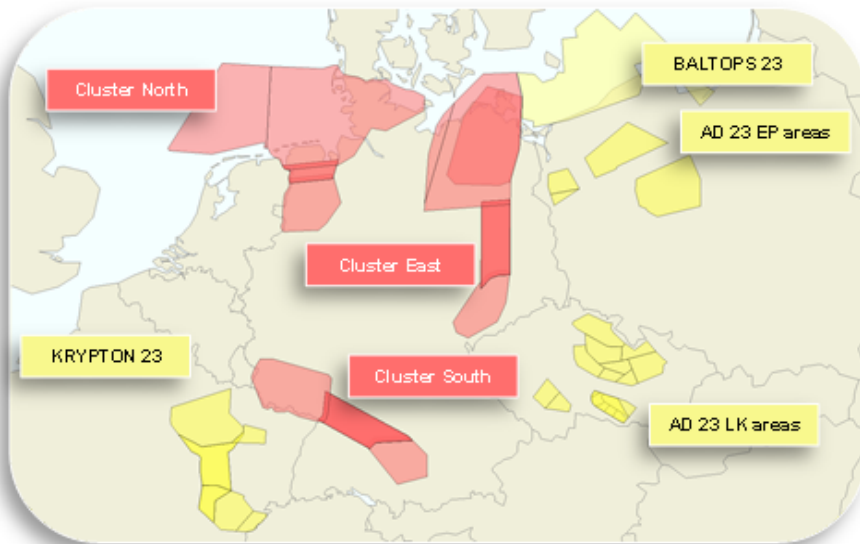 BALTOPS 23
Cluster North
AD 23 EP areas
Cluster East
KRYPTON 23
Cluster South
AD 23 LK areas